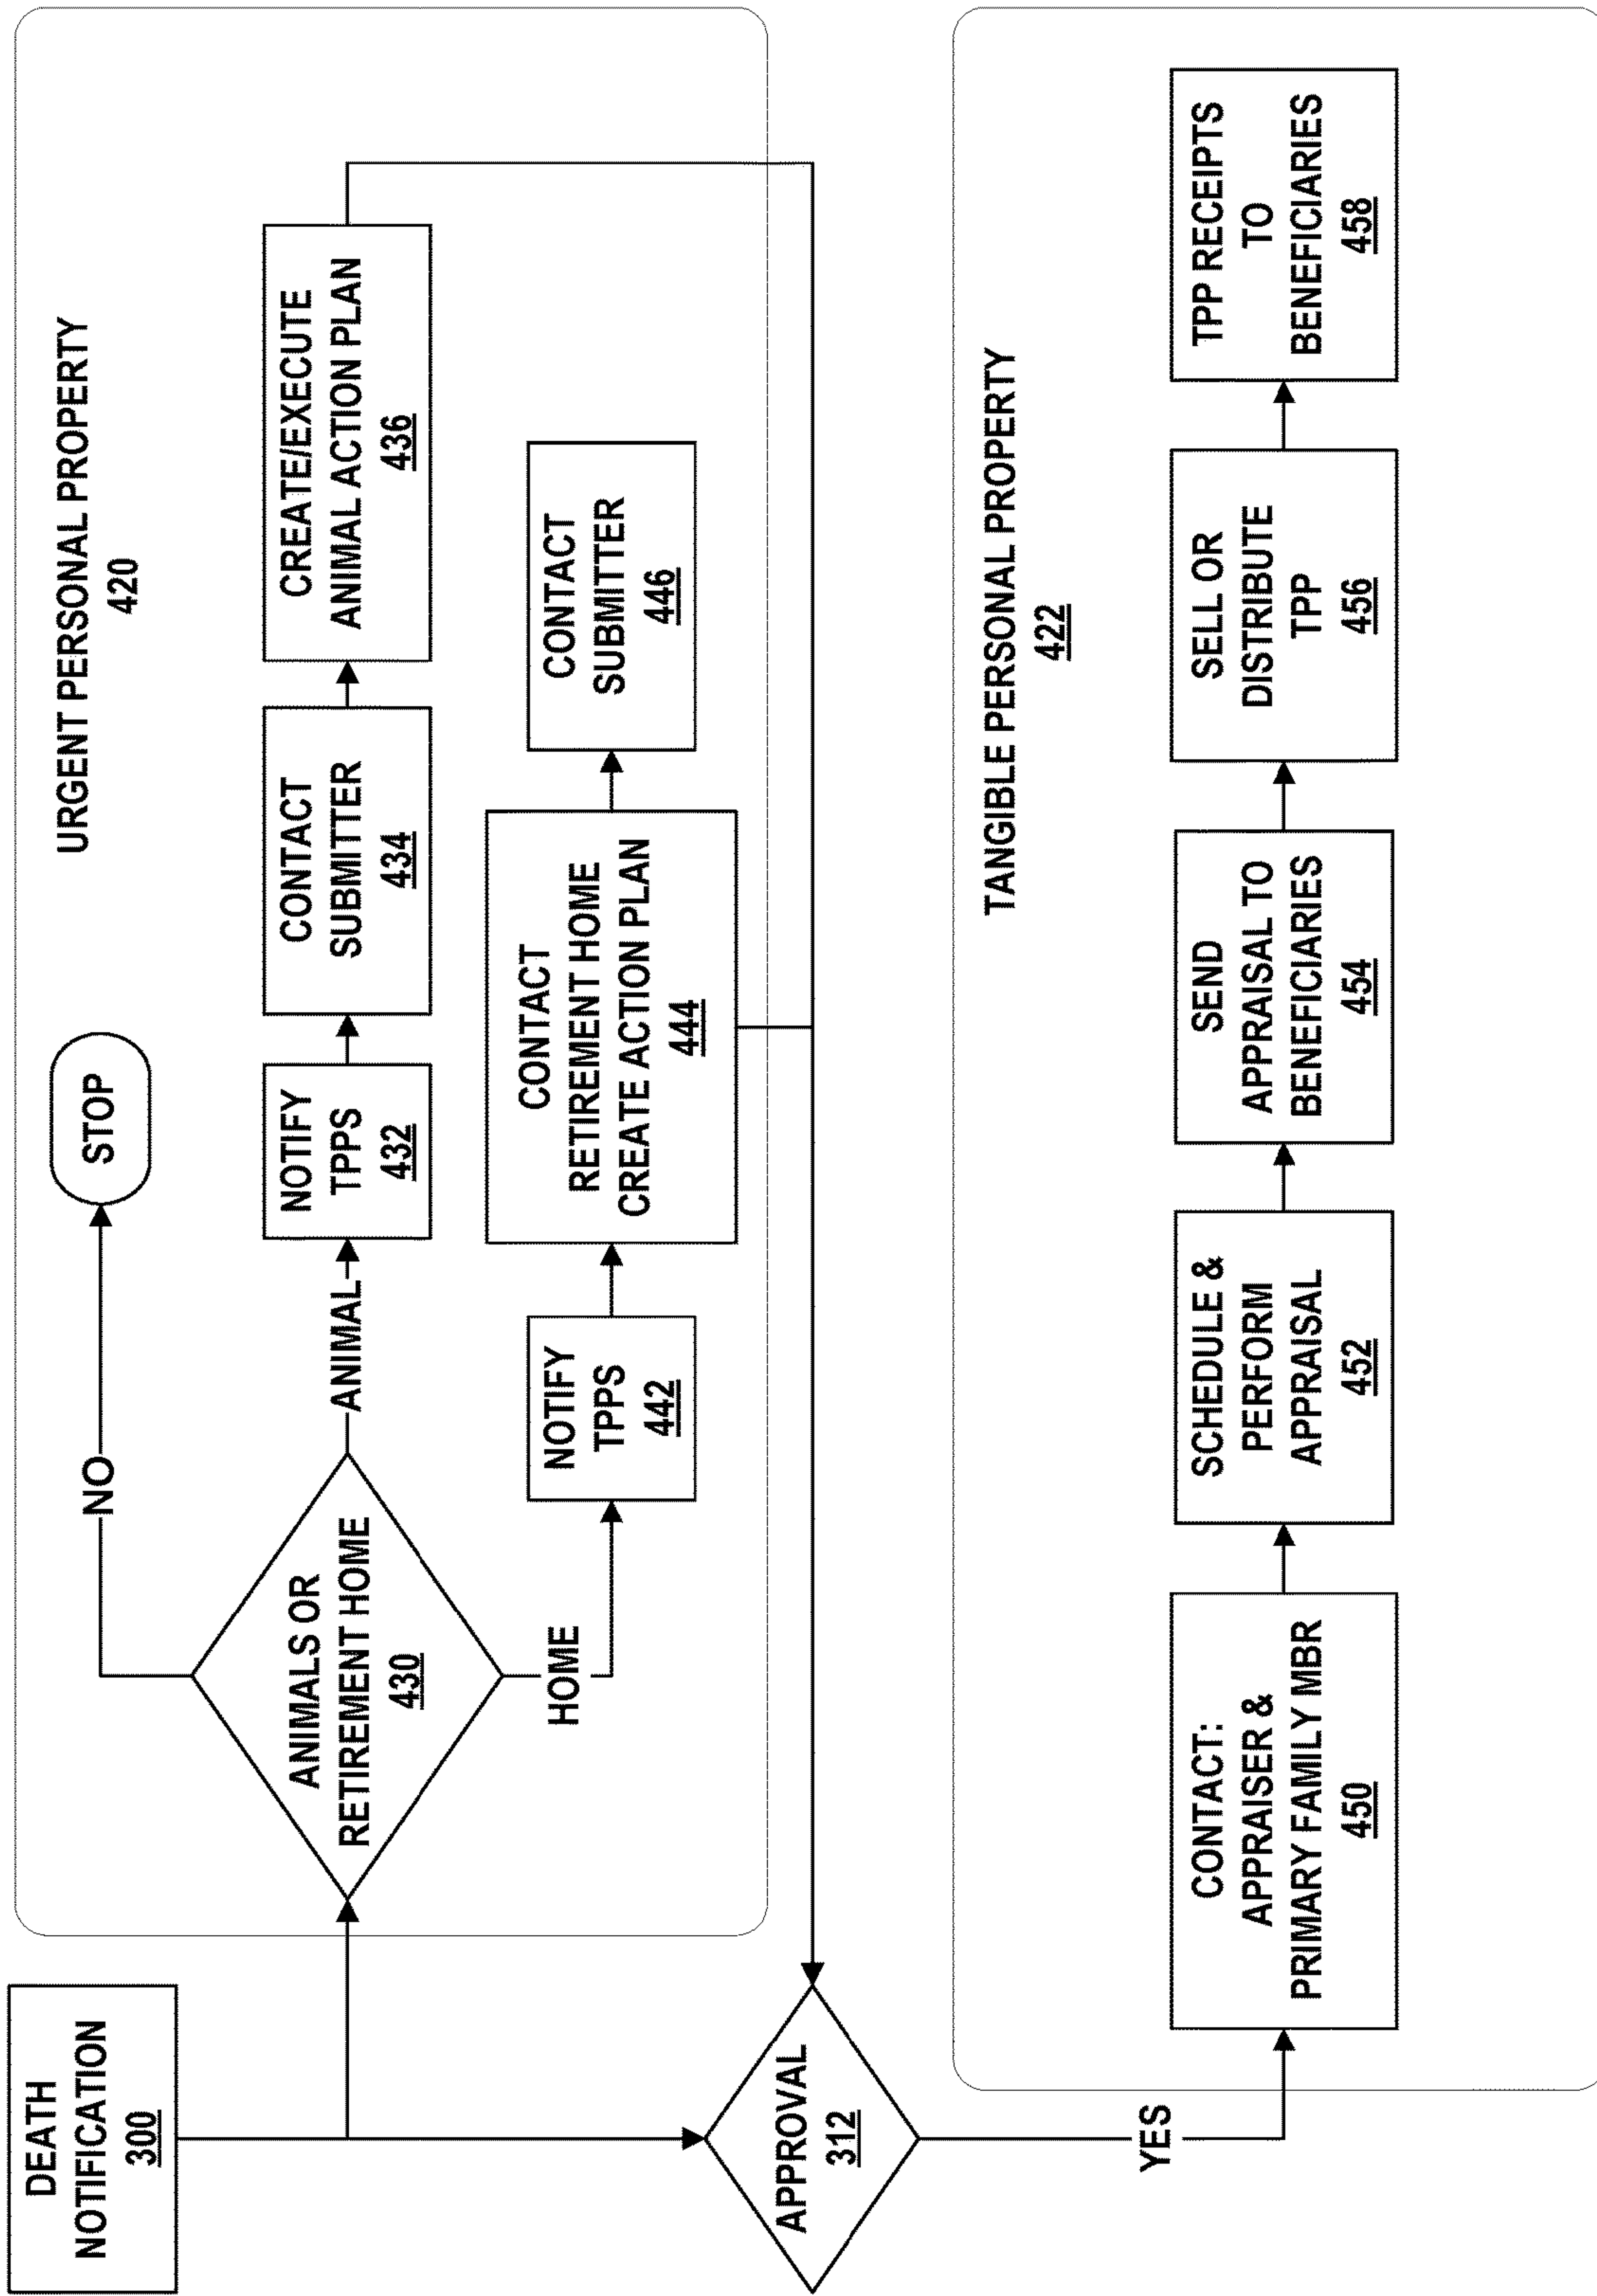 DEATH
NOTIFICATION
300
URGENT PERSONAL PROPERTY
420
NO
STOP
ANIMALS OR
RETIREMENT HOME
430
ANIMAL
NOTIFY
TPPS
432
CONTACT
SUBMITTER
434
CREATE/EXECUTE
ANIMAL ACTION PLAN
436
HOME
NOTIFY
TPPS
442
CONTACT
RETIREMENT HOME
CREATE ACTION PLAN
444
CONTACT
SUBMITTER
446
APPROVAL
312
YES
TANGIBLE PERSONAL PROPERTY
422
CONTACT:
APPRAISER &
PRIMARY FAMILY MBR
450
SCHEDULE &
PERFORM
APPRAISAL
452
SEND
APPRAISAL TO
BENEFICIARIES
454
SELL OR
DISTRIBUTE
TPP
456
TPP RECEIPTS
TO
BENEFICIARIES
458